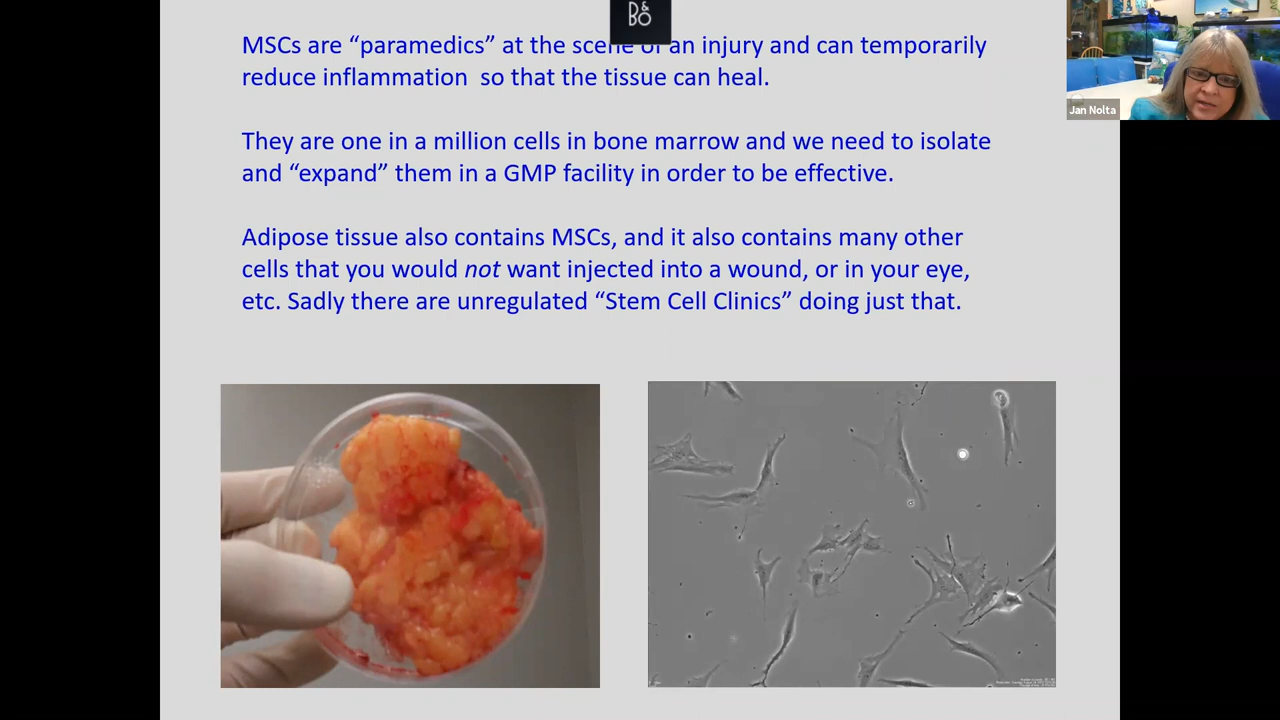 B&O
MSCs are “paramedics” at the scene of an injury and can temporarily
reduce inflammation so that the tissue can heal.
They are one in a million cells in bone marrow and we need to isolate
and “expand” them in a GMP facility in order to be effective.
Adipose tissue also contains MSCs, and it also contains many other
cells that you would not want injected into a wound, or in your eye,
etc. Sadly there are unregulated “Stem Cell Clinics” doing just that.
Jan Nolta